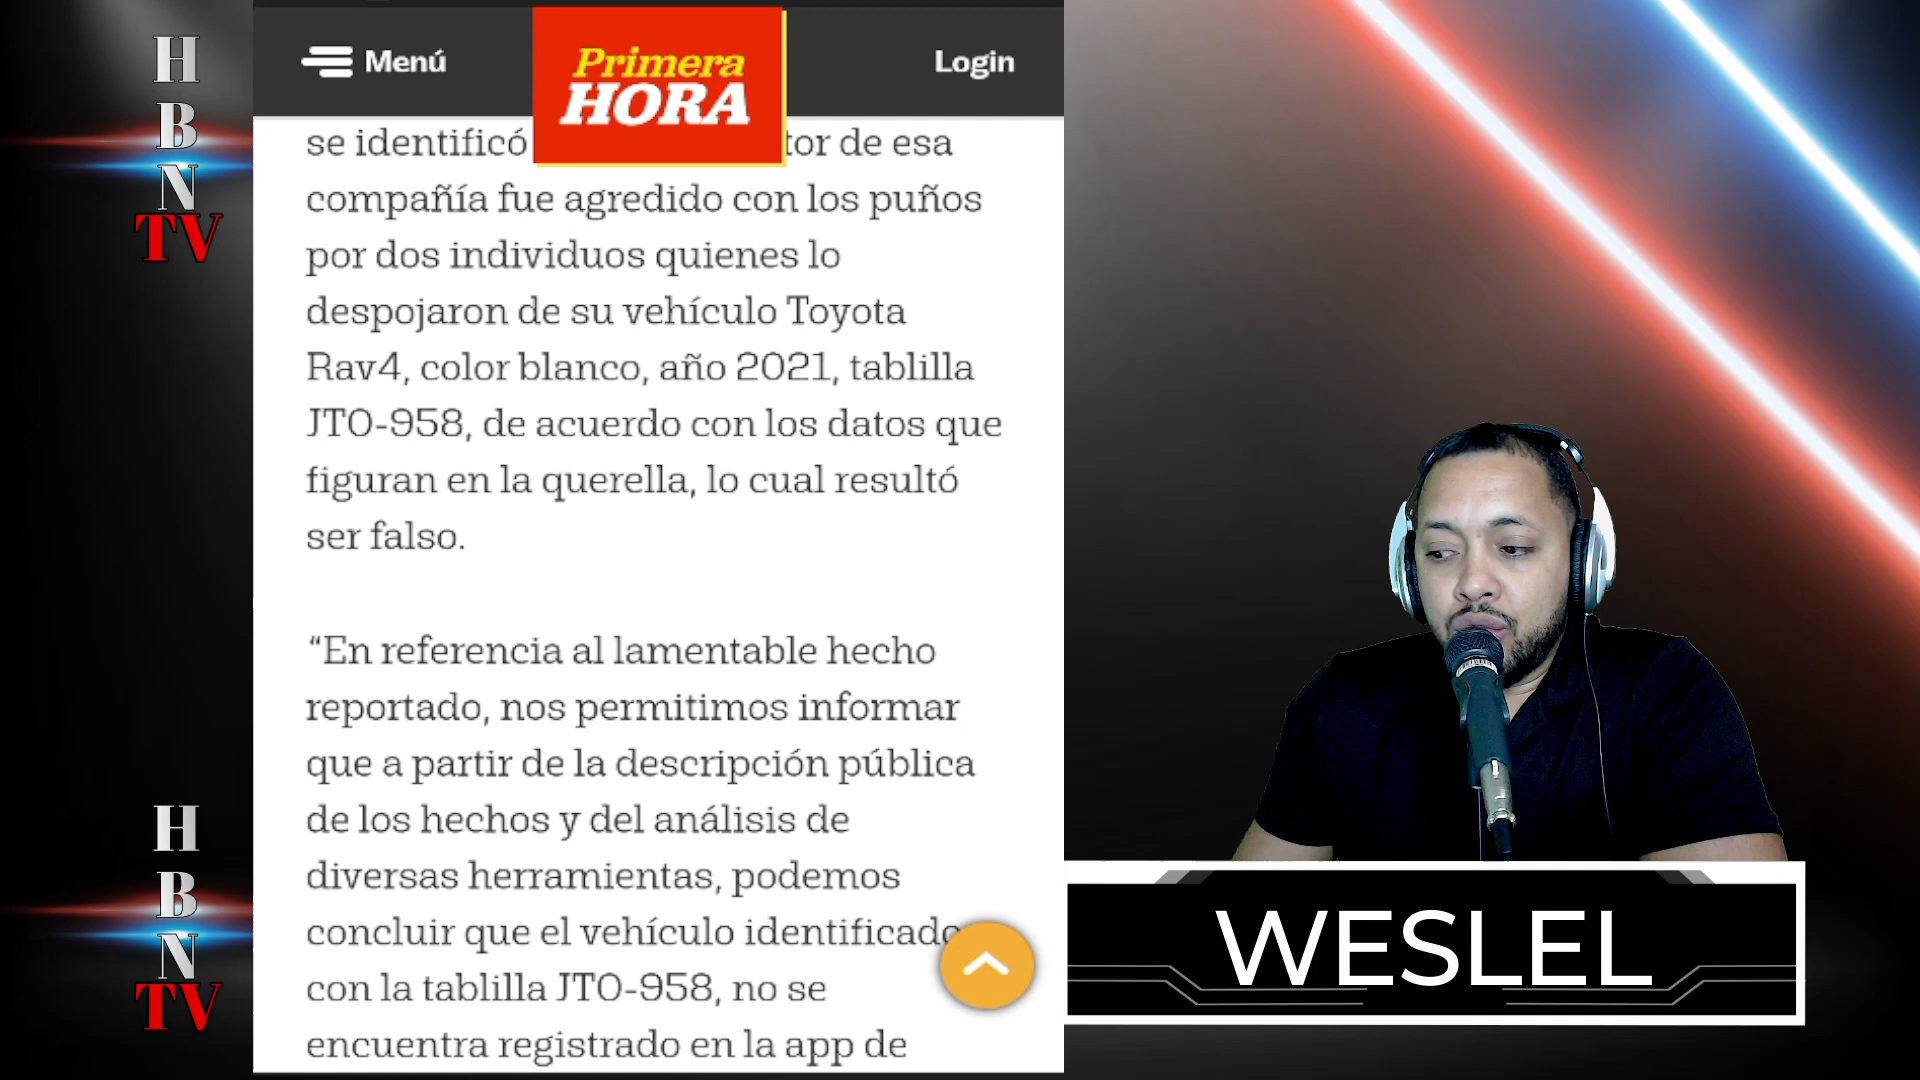 H
B
N
TV
Menú
Primera
HORA
Login
se identificó tor de esa
compañía fue agredido con los puños
por dos individuos quienes lo
despojaron de su vehículo Toyota
Rav4, color blanco, año 2021, tablilla
JTO-958, de acuerdo con los datos que
figuran en la querella, lo cual resultó
ser falso.
“En referencia al lamentable hecho
reportado, nos permitimos informar
que a partir de la descripción pública
de los hechos y del análisis de
diversas herramientas, podemos
concluir que el vehículo identificado
con la tablilla JTO-958, no se
encuentra registrado en la app de
H
B
N
TV
WESLEL